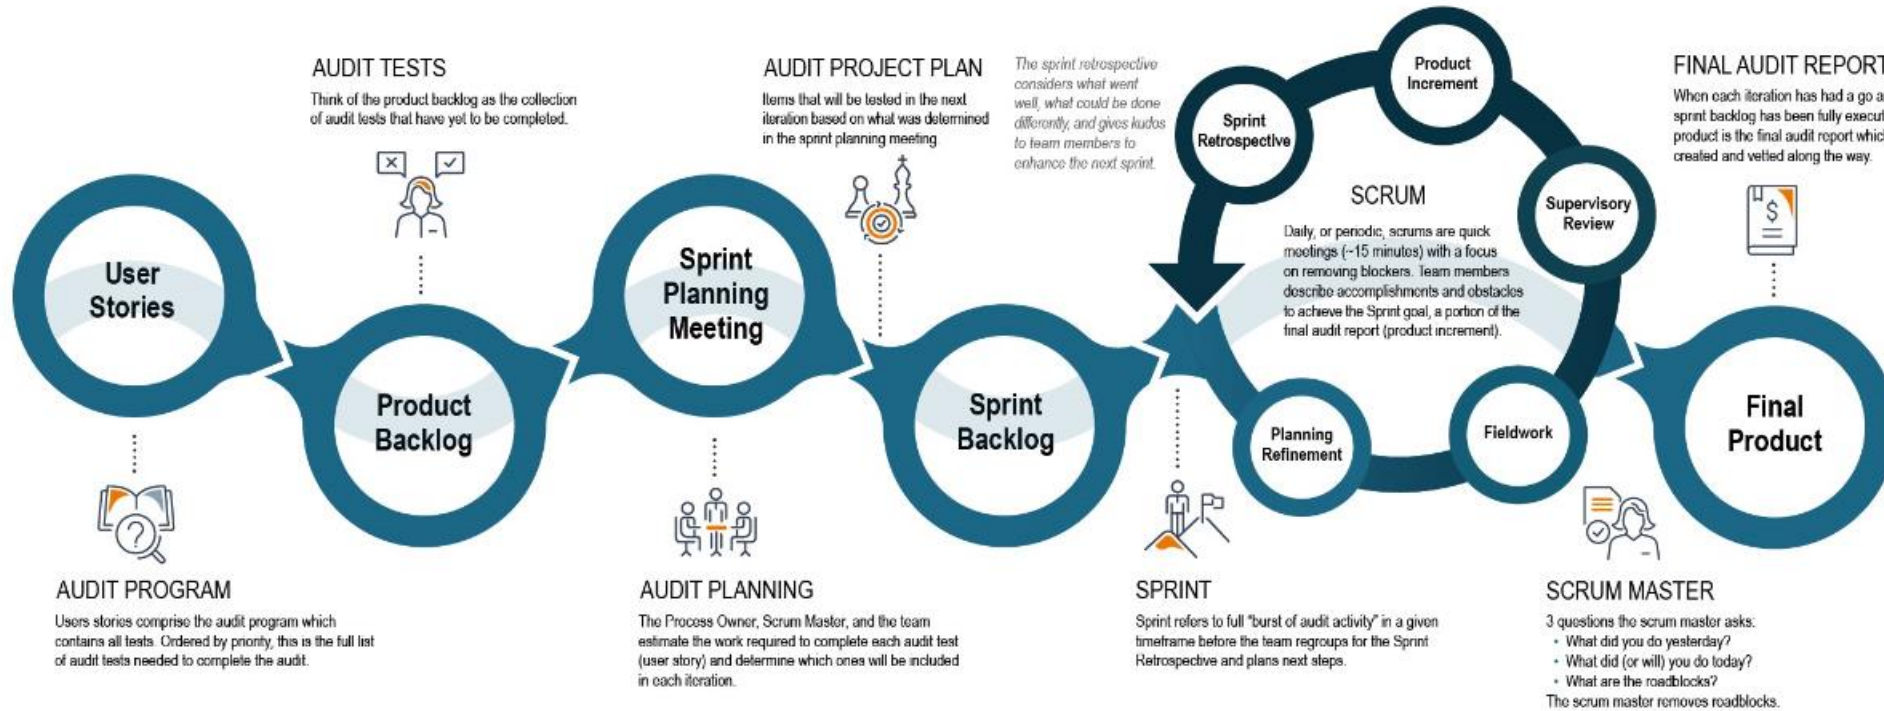 AUDIT TESTS
Think of the product backlog as the collection
of audit tests that have yet to be completed.
AUDIT PROJECT PLAN
Items that will be tested in the next
iteration based on what was determined
in the sprint planning meeting
The sprint retrospective
considers what went
well, what could be done
differently, and gives kudos
to team members to
enhance the next sprint.
Product
Increment
Sprint
Retrospective
Supervisory
Review
SCRUM
Daily, or periodic, scrums are quick
meetings (~15 minutes) with a focus
on removing blockers. Team members
describe accomplishments and obstacles
to achieve the Sprint goal, a portion of the
final audit report (product increment).
Fieldwork
Planning
Refinement
FINAL AUDIT REPORT
When each iteration has had a go a
sprint backlog has been fully execut
product is the final audit report whic
created and vetted along the way.
$
User
Stories
Product
Backlog
Sprint
Planning
Meeting
Sprint
Backlog
Final
Product
?
AUDIT PROGRAM
Users stories comprise the audit program which
contains all tests. Ordered by priority, this is the full list
of audit tests needed to complete the audit.
AUDIT PLANNING
The Process Owner, Scrum Master, and the team
estimate the work required to complete each audit test
(user story) and determine which ones will be included
in each iteration.
SPRINT
Sprint refers to full "burst of audit activity" in a given
timeframe before the team regroups for the Sprint
Retrospective and plans next steps.
SCRUM MASTER
3 questions the scrum master asks:
• What did you do yesterday?
• What did (or will) you do today?
• What are the roadblocks?
The scrum master removes roadblocks.